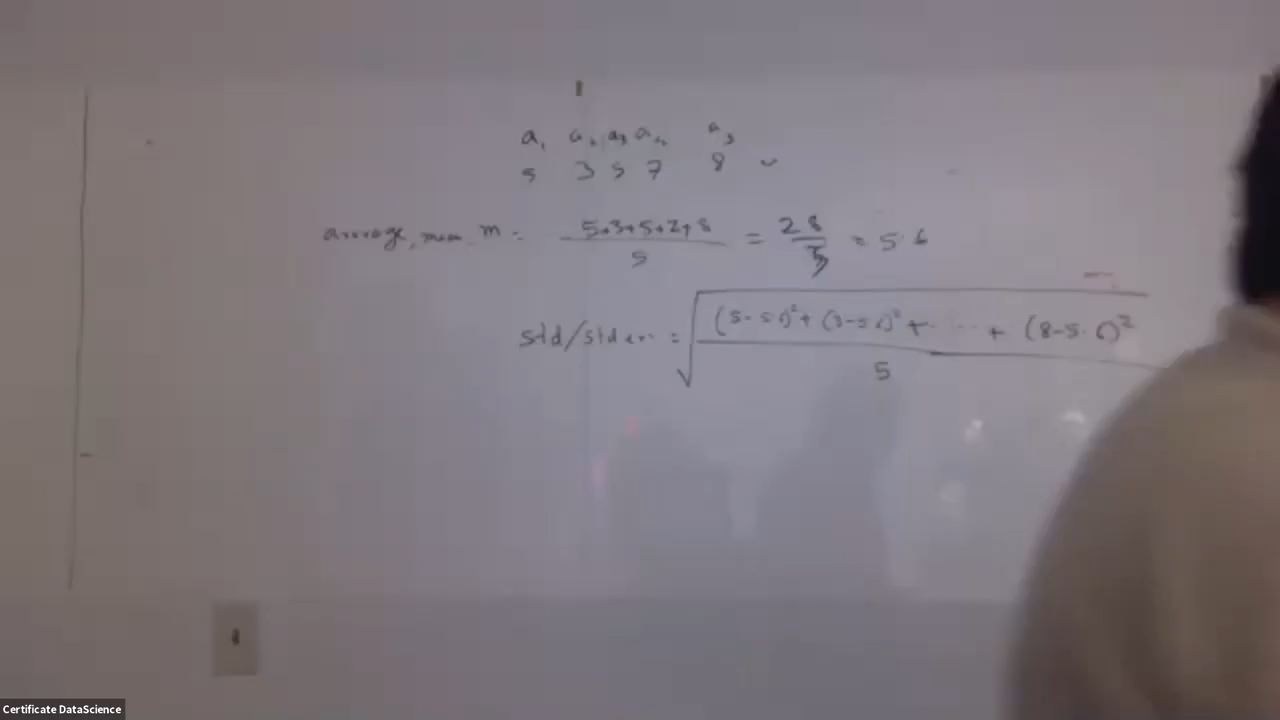 a₁ a₂ a₃ a₄ a₅
5 3 5 7 8
average, mean m = 5+3+5+7+8 / 5 = 28 / 5 = 5.6
std/std err = √ (5-5.6)² + (3-5.6)² + ... + (8-5.6)² / 5
Certificate DataScience